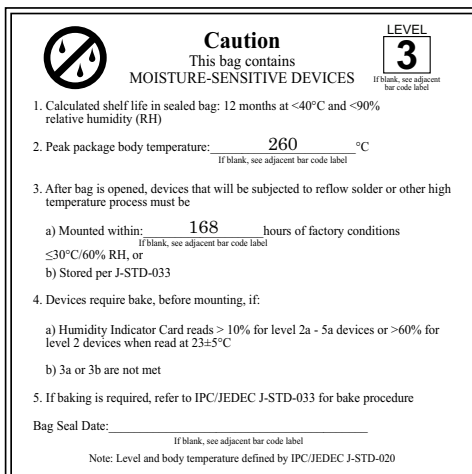 LEVEL
Caution
3
This bag contains
MOISTURE-SENSITIVE DEVICES
If blank, see adjacent
bar code label
1. Calculated shelf life in sealed bag: 12 months at <40°C and <90%
relative humidity (RH)
2. Peak package body temperature: 260 °C
If blank, see adjacent bar code label
3. After bag is opened, devices that will be subjected to reflow solder or other high
temperature process must be
a) Mounted within: 168 hours of factory conditions
If blank, see adjacent bar code label
≤30°C/60% RH, or
b) Stored per J-STD-033
4. Devices require bake, before mounting, if:
a) Humidity Indicator Card reads > 10% for level 2a - 5a devices or >60% for
level 2 devices when read at 23±5°C
b) 3a or 3b are not met
5. If baking is required, refer to IPC/JEDEC J-STD-033 for bake procedure
Bag Seal Date:
If blank, see adjacent bar code label
Note: Level and body temperature defined by IPC/JEDEC J-STD-020